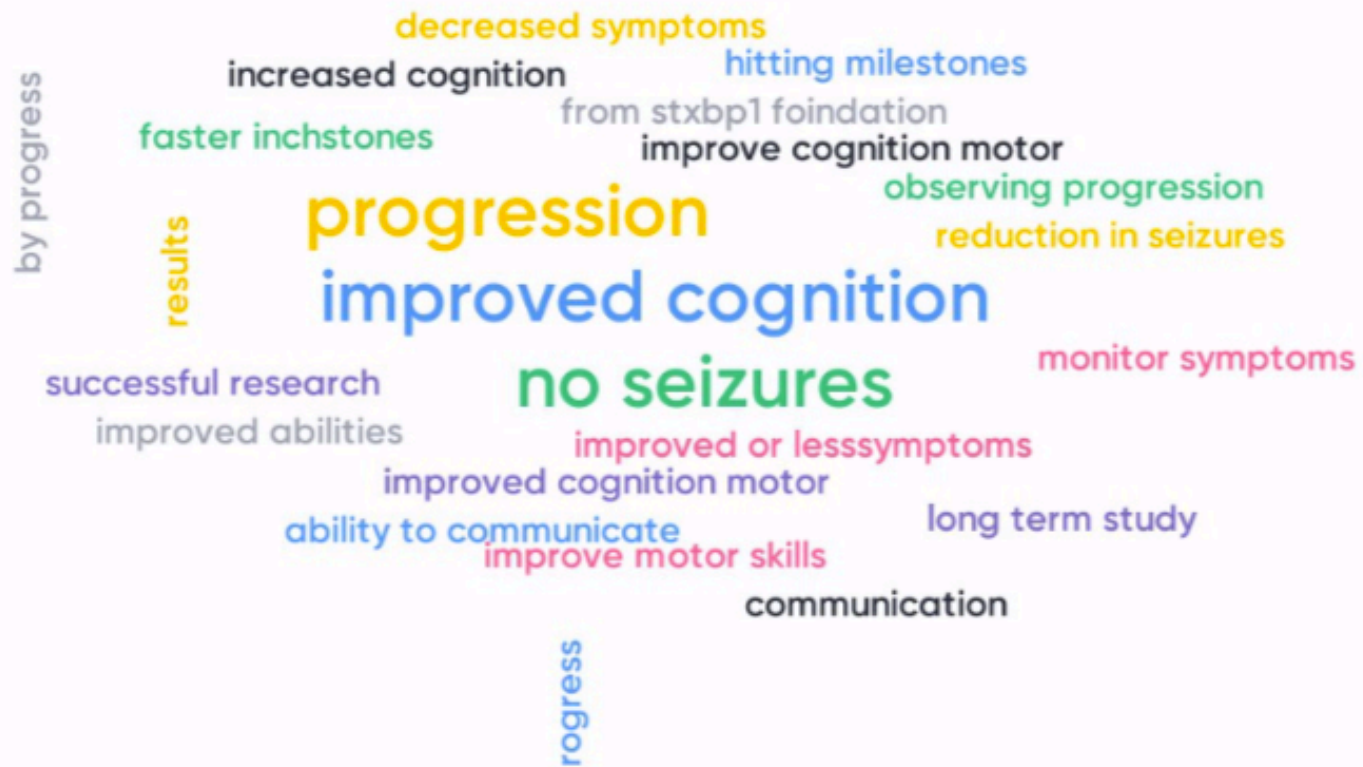 decreased symptoms
hitting milestones
increased cognition
by progress
from stxbp1 foindation
faster inchstones
improve cognition motor
observing progression
progression
results
reduction in seizures
improved cognition
monitor symptoms
successful research
no seizures
improved abilities
improved or lesssymptoms
improved cognition motor
long term study
ability to communicate
improve motor skills
communication
rogress